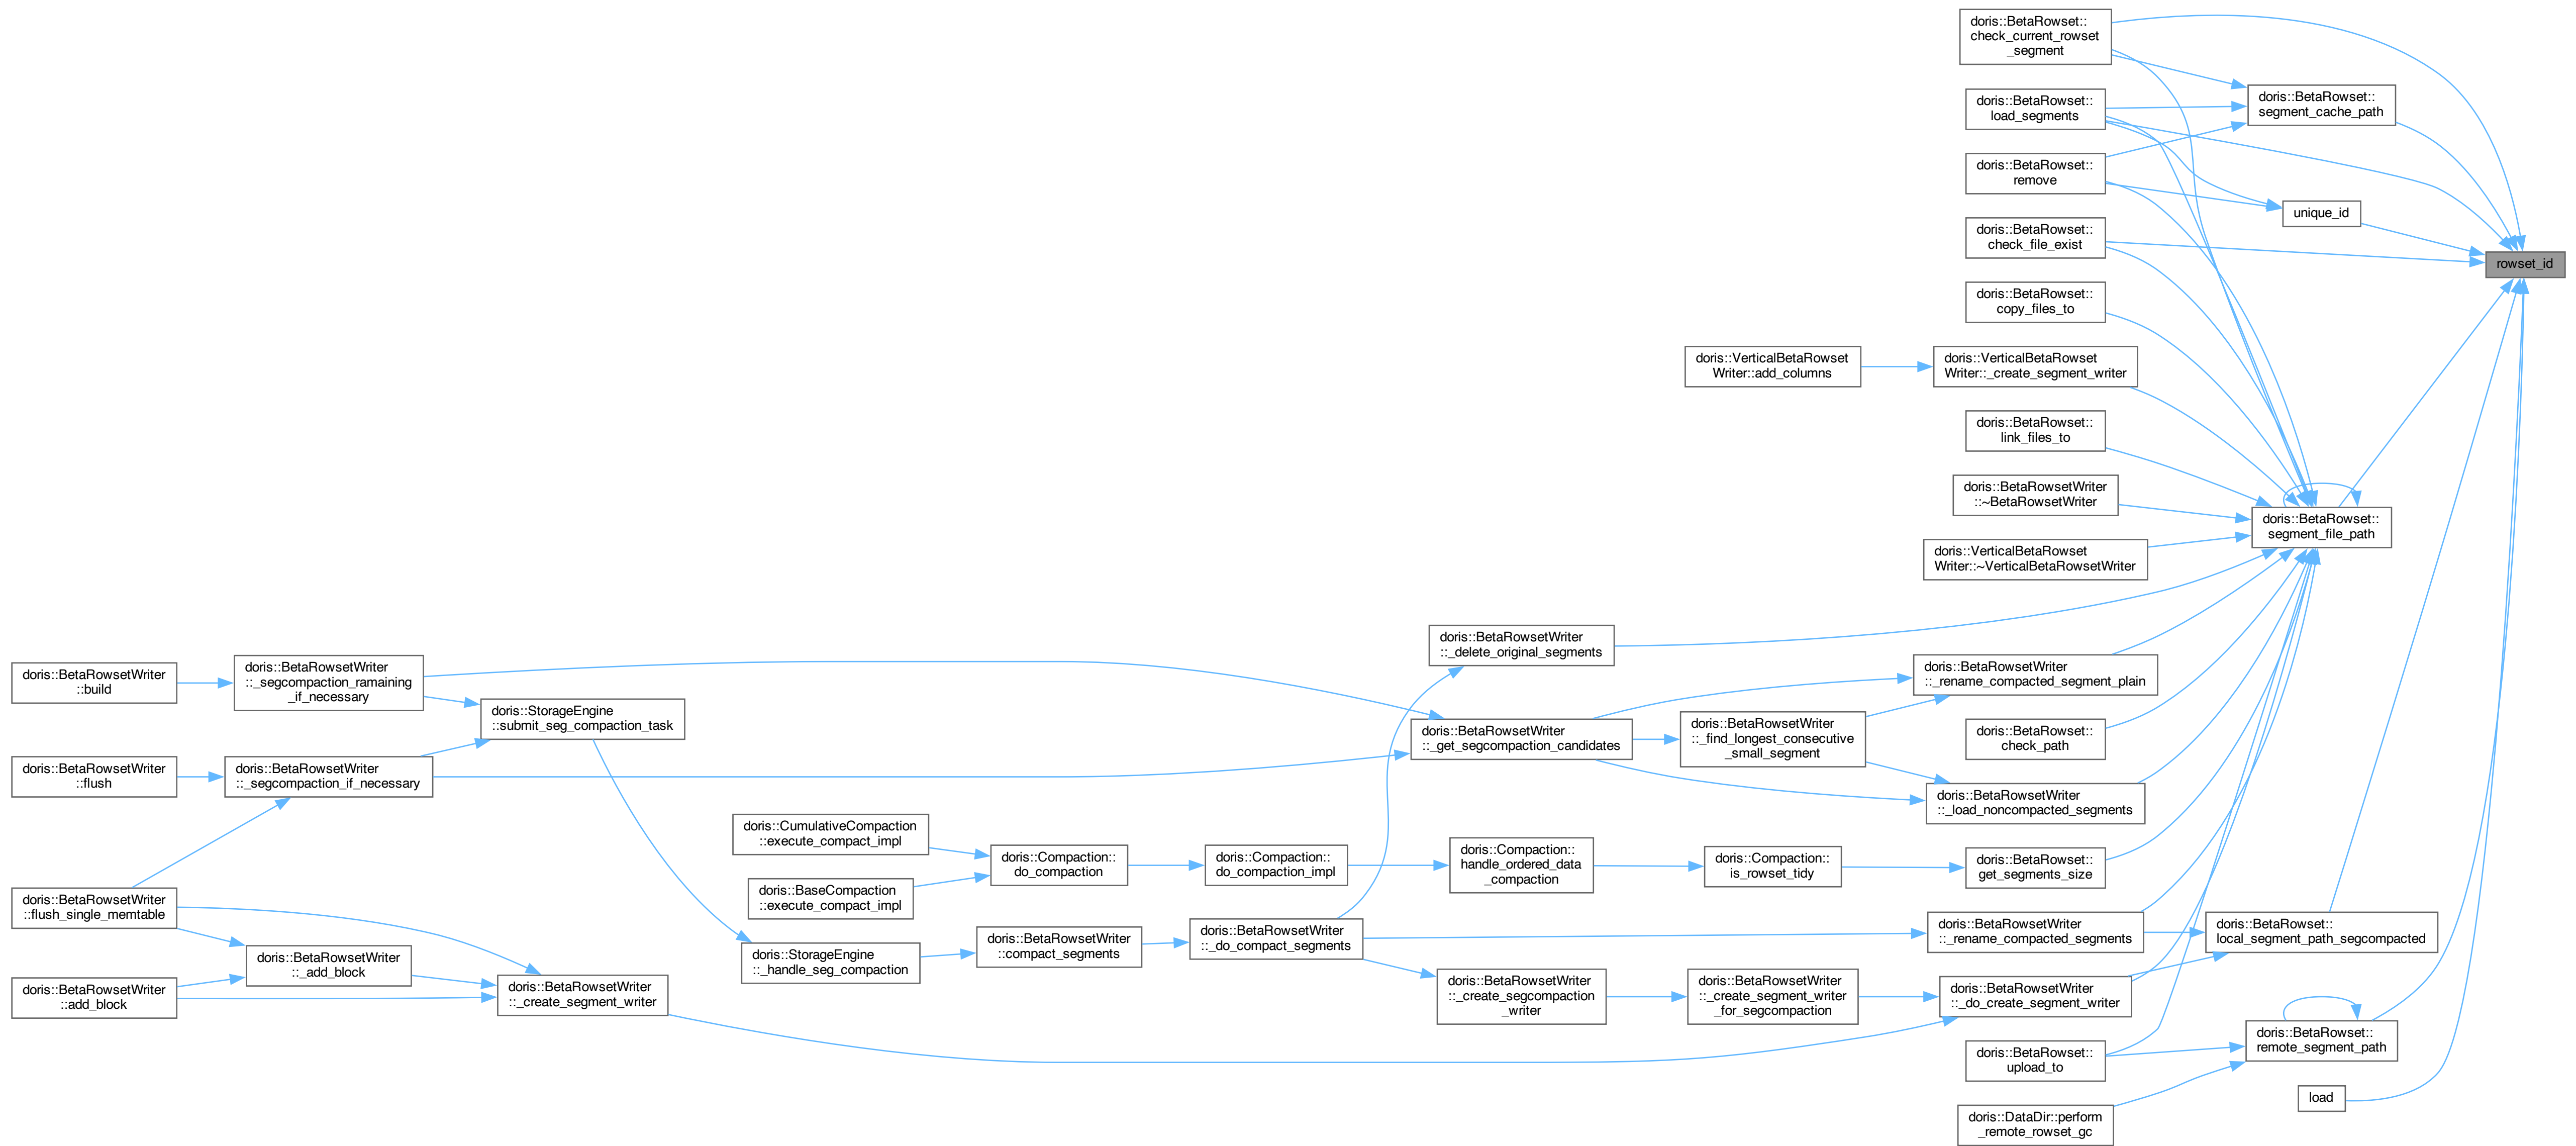 doris::BetaRowset::
check_current_rowset
_segment
doris::BetaRowset::
segment_cache_path
doris::BetaRowset::
load_segments
doris::BetaRowset::
remove
unique_id
doris::BetaRowset::
check_file_exist
rowset_id
doris::BetaRowset::
copy_files_to
doris::VerticalBetaRowset
Writer::add_columns
doris::VerticalBetaRowset
Writer::_create_segment_writer
doris::BetaRowset::
link_files_to
doris::BetaRowsetWriter
::~BetaRowsetWriter
doris::BetaRowset::
segment_file_path
doris::VerticalBetaRowset
Writer::~VerticalBetaRowsetWriter
doris::BetaRowsetWriter
::_delete_original_segments
doris::BetaRowsetWriter
::build
doris::BetaRowsetWriter
::_segcompaction_ramaining
_if_necessary
doris::BetaRowsetWriter
::_rename_compacted_segment_plain
doris::StorageEngine
::submit_seg_compaction_task
doris::BetaRowsetWriter
::_get_segcompaction_candidates
doris::BetaRowsetWriter
::_find_longest_consecutive
_small_segment
doris::BetaRowset::
check_path
doris::BetaRowsetWriter
::flush
doris::BetaRowsetWriter
::_segcompaction_if_necessary
doris::BetaRowsetWriter
::_load_noncompacted_segments
doris::CumulativeCompaction
::execute_compact_impl
doris::Compaction::
do_compaction
doris::Compaction::
do_compaction_impl
doris::Compaction::
handle_ordered_data
_compaction
doris::Compaction::
is_rowset_tidy
doris::BetaRowset::
get_segments_size
doris::BaseCompaction
::execute_compact_impl
doris::BetaRowsetWriter
::flush_single_memtable
doris::BetaRowsetWriter
::_do_compact_segments
doris::BetaRowsetWriter
::_rename_compacted_segments
doris::BetaRowset::
local_segment_path_segcompacted
doris::BetaRowsetWriter
::compact_segments
doris::StorageEngine
::_handle_seg_compaction
doris::BetaRowsetWriter
::_add_block
doris::BetaRowsetWriter
::add_block
doris::BetaRowsetWriter
::_create_segment_writer
doris::BetaRowsetWriter
::_create_segcompaction
_writer
doris::BetaRowsetWriter
::_create_segment_writer
_for_segcompaction
doris::BetaRowsetWriter
::_do_create_segment_writer
doris::BetaRowset::
remote_segment_path
doris::BetaRowset::
upload_to
load
doris::DataDir::perform
_remote_rowset_gc